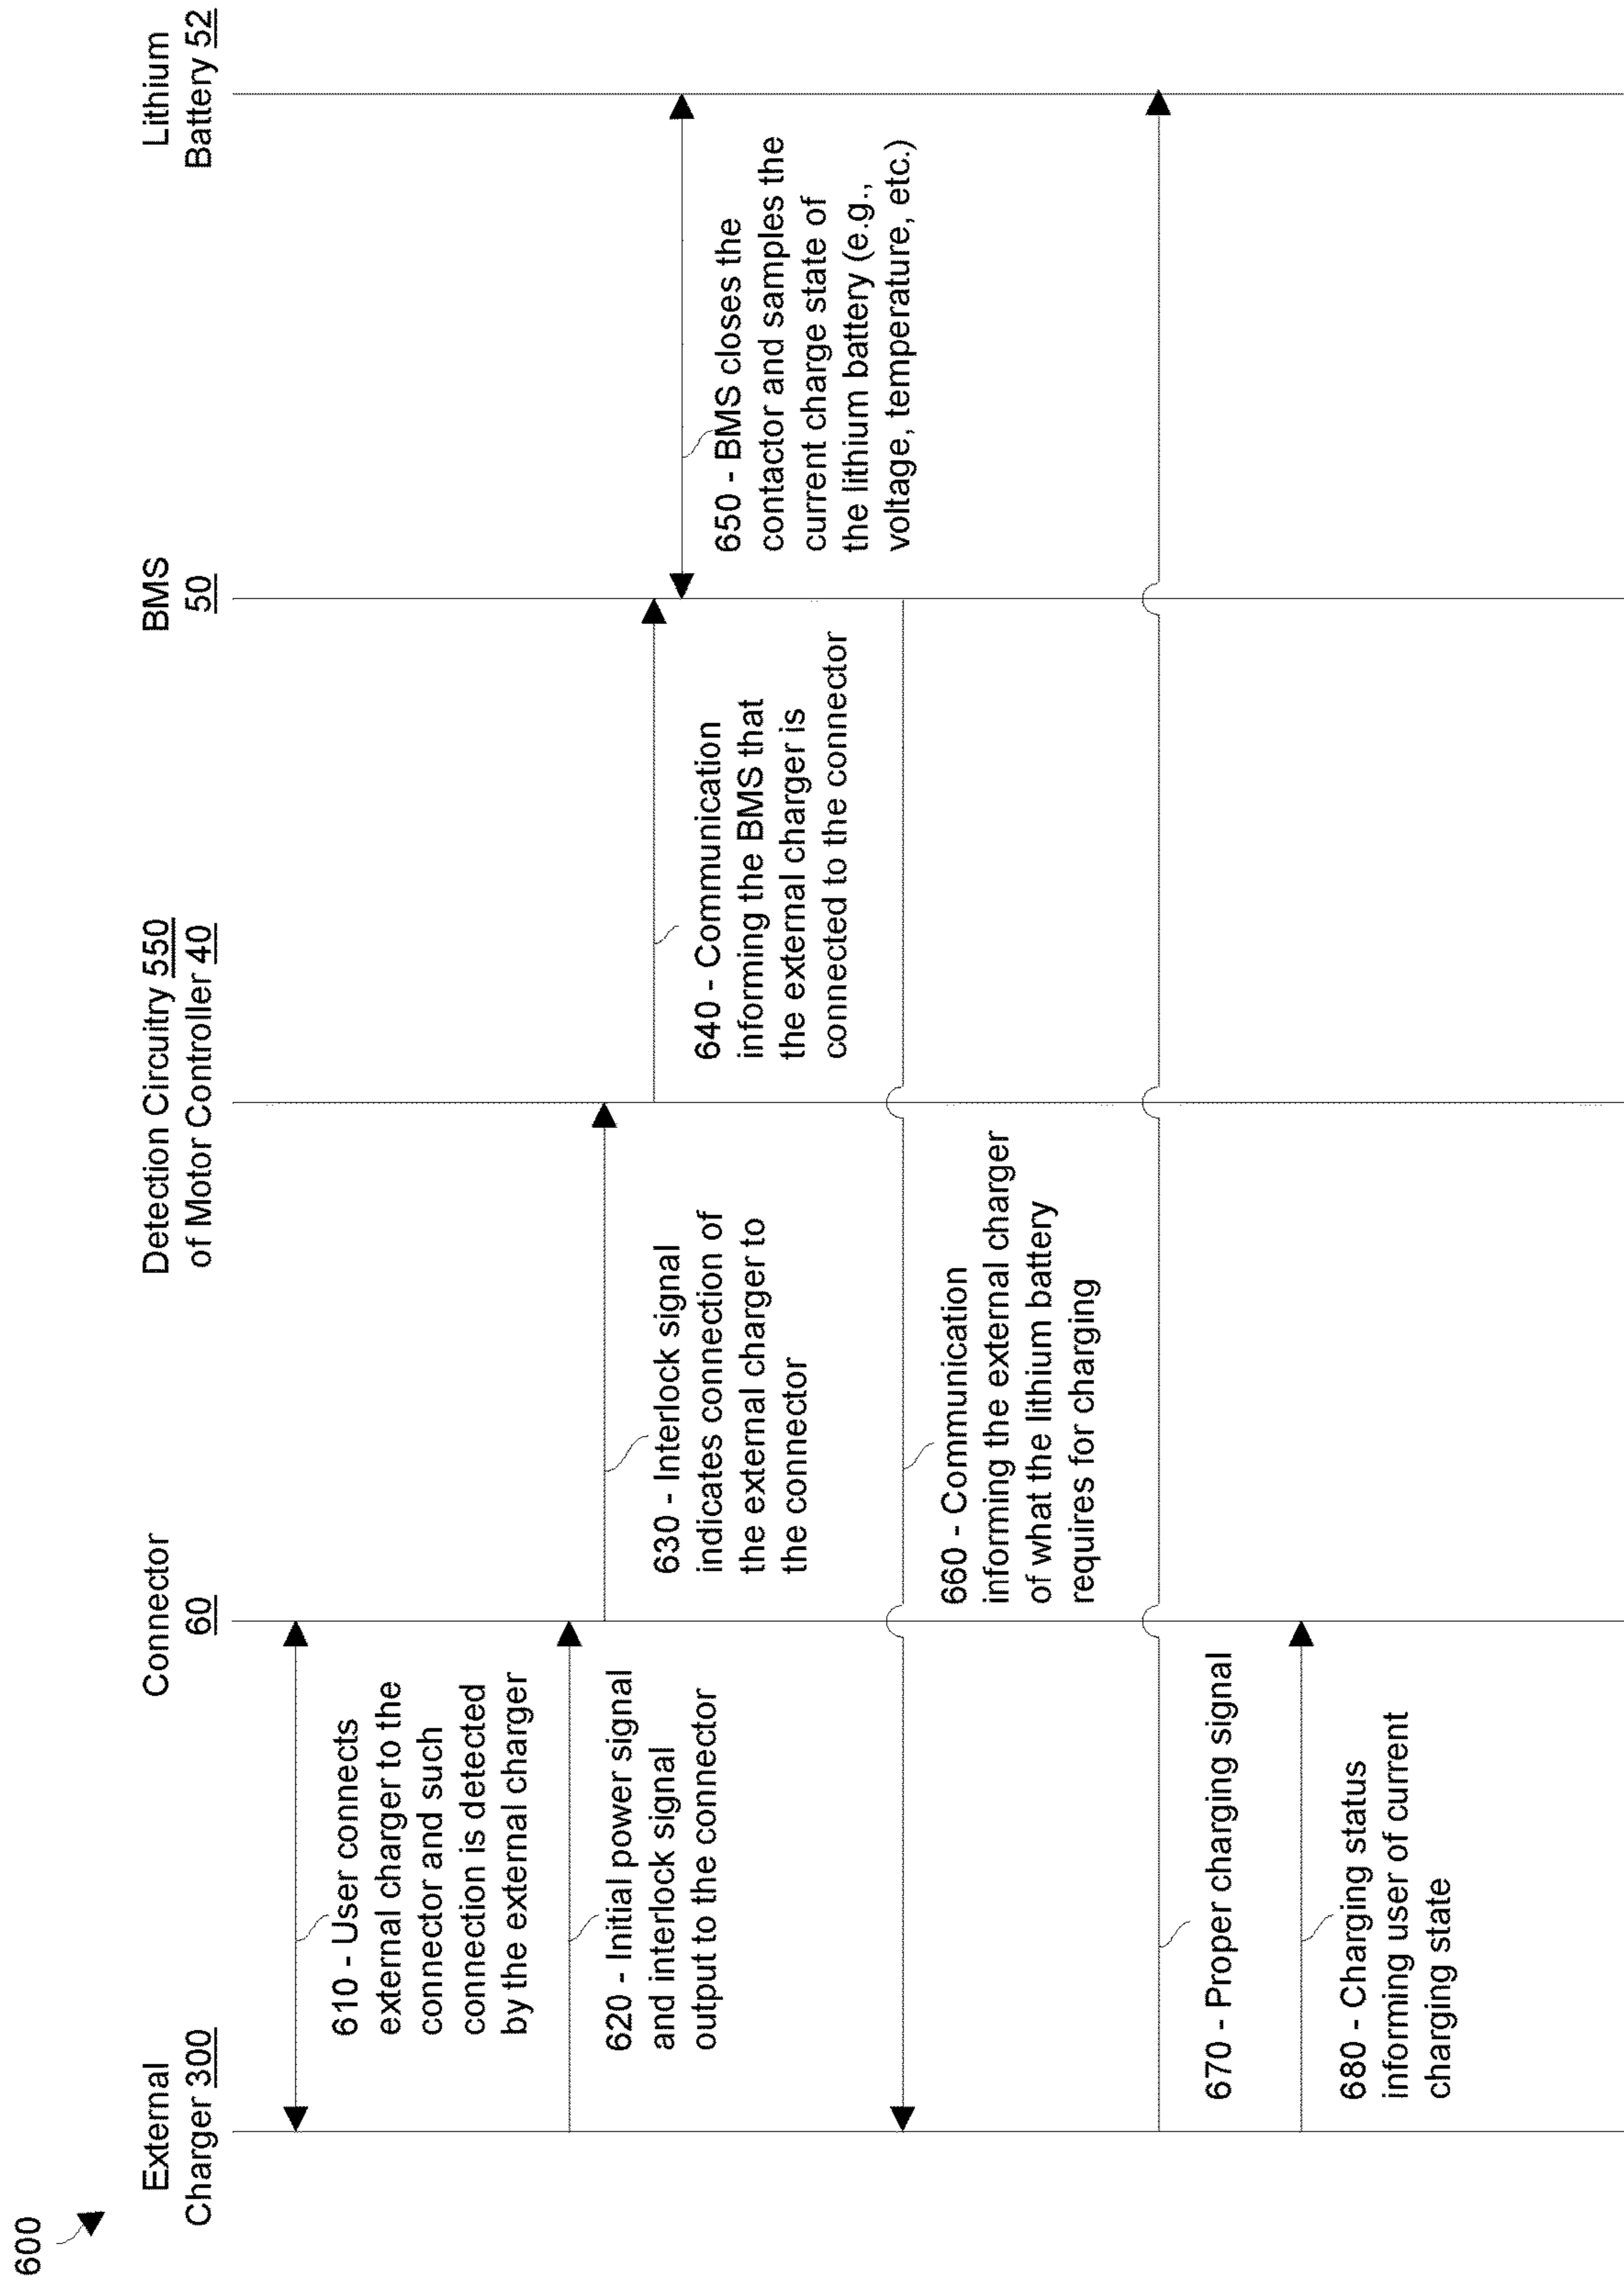 600
External
Charger 300
Connector
60
Detection Circuitry 550
of Motor Controller 40
BMS
50
Lithium
Battery 52
610 - User connects
external charger to the
connector and such
connection is detected
by the external charger
620 - Initial power signal
and interlock signal
output to the connector
630 - Interlock signal
indicates connection of
the external charger to
the connector
640 - Communication
informing the BMS that
the external charger is
connected to the connector
650 - BMS closes the
contactor and samples the
current charge state of
the lithium battery (e.g.,
voltage, temperature, etc.)
660 - Communication
informing the external charger
of what the lithium battery
requires for charging
670 - Proper charging signal
680 - Charging status
informing user of current
charging state